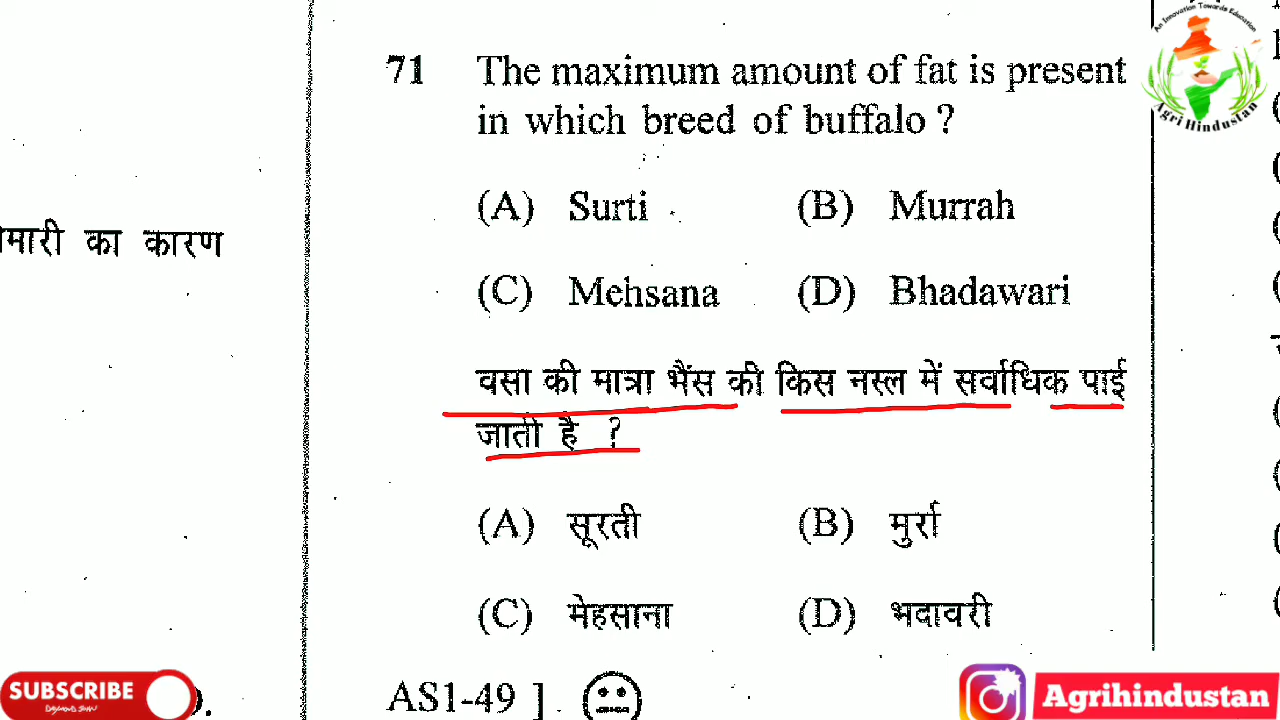 An Innovation Towards Education
Agri Hindustan
71 The maximum amount of fat is present
in which breed of buffalo ?
(A) Surti (B) Murrah
(C) Mehsana (D) Bhadawari
का कारण
वसा की मात्रा भैंस की किस नस्ल में सर्वाधिक पाई
जाती है ?
(A) सूरती (B) मुर्रा
(C) मेहसाना (D) भदावरी
AS1-49 ]
SUBSCRIBE
Agrihindustan